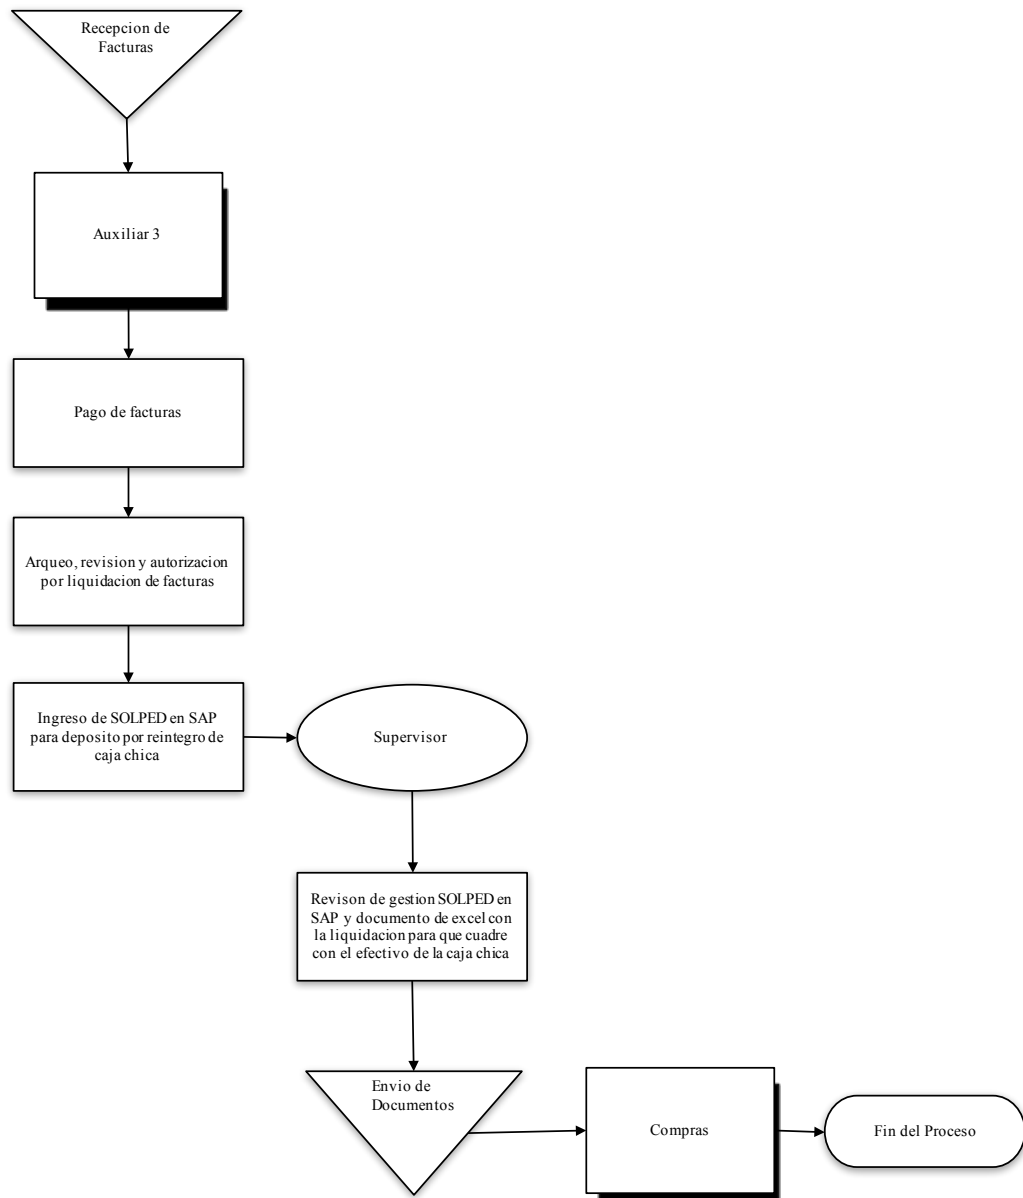 Recepcion de
Facturas
Auxiliar 3
Pago de facturas
Arqueo, revision y autorizacion
por liquidacion de facturas
Ingreso de SOLPED en SAP
para deposito por reintegro de
caja chica
Supervisor
Revison de gestion SOLPED en
SAP y documento de excel con
la liquidacion para que cuadre
con el efectivo de la caja chica
Envio de
Documentos
Compras
Fin del Proceso